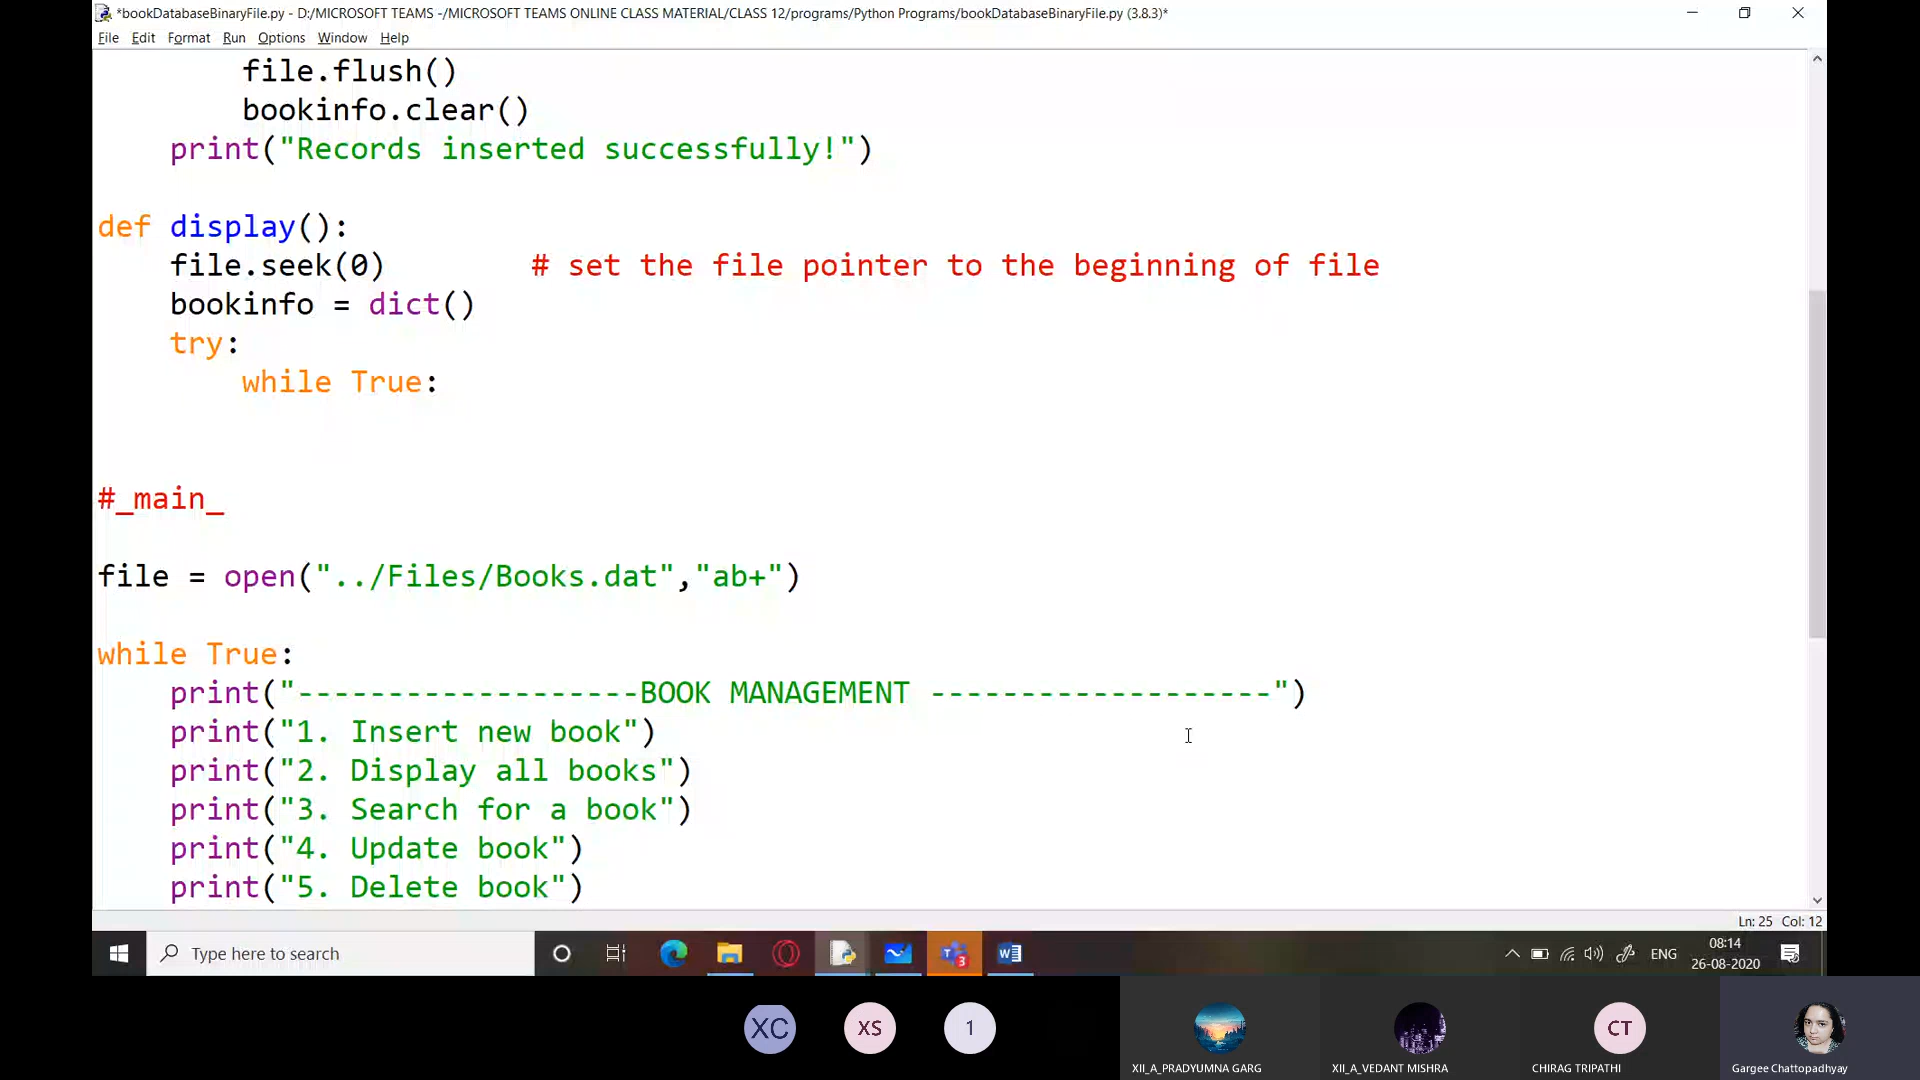 *bookDatabaseBinaryFile.py - D:/MICROSOFT TEAMS -/MICROSOFT TEAMS ONLINE CLASS MATERIAL/CLASS 12/programs/Python Programs/bookDatabaseBinaryFile.py (3.8.3)*
File Edit Format Run Options Window Help
file.flush()
bookinfo.clear()
print("Records inserted successfully!")
def display():
file.seek(0) # set the file pointer to the beginning of file
bookinfo = dict()
try:
while True:
#_main_
file = open("../Files/Books.dat","ab+")
while True:
print("-------------------BOOK MANAGEMENT -------------------")
print("1. Insert new book")
print("2. Display all books")
print("3. Search for a book")
print("4. Update book")
print("5. Delete book")
Ln: 25 Col: 12
Type here to search
3
ENG
08:14
26-08-2020
XC
XS
1
CT
XII_A_PRADYUMNA GARG
XII_A_VEDANT MISHRA
CHIRAG TRIPATHI
Gargee Chattopadhyay